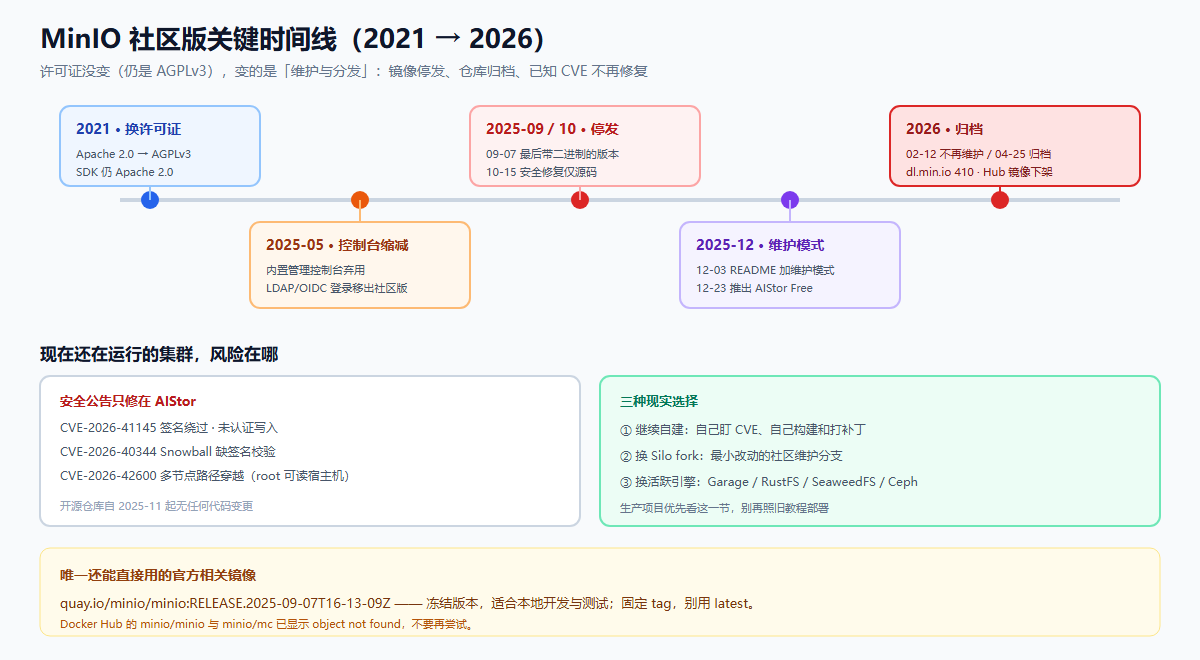 MinIO 社区版关键时间线（2021 → 2026）
许可证没变（仍是 AGPLv3），变的是「维护与分发」：镜像停发、仓库归档、已知 CVE 不再修复
2021 • 换许可证
Apache 2.0 → AGPLv3
SDK 仍 Apache 2.0
2025-09 / 10 • 停发
09-07 最后带二进制的版本
10-15 安全修复仅源码
2026 • 归档
02-12 不再维护 / 04-25 归档
dl.min.io 410 · Hub 镜像下架
2025-05 • 控制台缩减
内置管理控制台弃用
LDAP/OIDC 登录移出社区版
2025-12 • 维护模式
12-03 README 加维护模式
12-23 推出 AIStor Free
现在还在运行的集群，风险在哪
安全公告只修在 AIStor
CVE-2026-41145 签名绕过 · 未认证写入
CVE-2026-40344 Snowball 缺签名校验
CVE-2026-42600 多节点路径穿越（root 可读宿主机）
开源仓库自 2025-11 起无任何代码变更
三种现实选择
① 继续自建：自己盯 CVE、自己构建和打补丁
② 换 Silo fork：最小改动的社区维护分支
③ 换活跃引擎：Garage / RustFS / SeaweedFS / Ceph
生产项目优先看这一节，别再照旧教程部署
唯一还能直接用的官方相关镜像
quay.io/minio/minio:RELEASE.2025-09-07T16-13-09Z —— 冻结版本，适合本地开发与测试；固定 tag，别用 latest。
Docker Hub 的 minio/minio 与 minio/mc 已显示 object not found，不要再尝试。